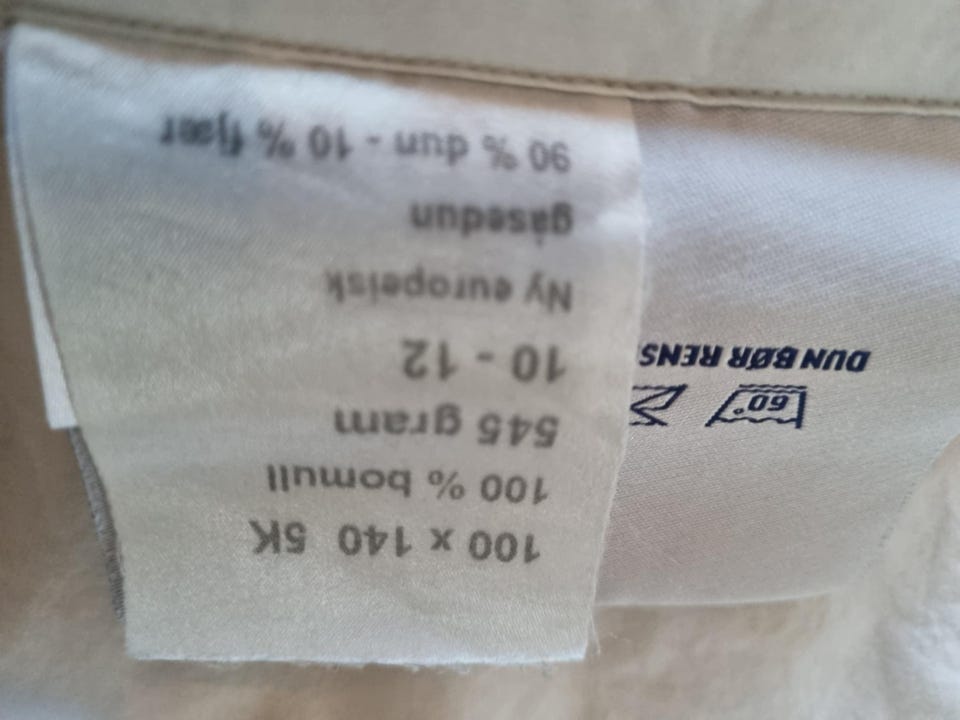 100 x 140 5K
100 % bomull
545 gram
10 - 12
Ny europeisk
gåsedun
90 % dun - 10 % fjær
60°
DUN BØR RENS